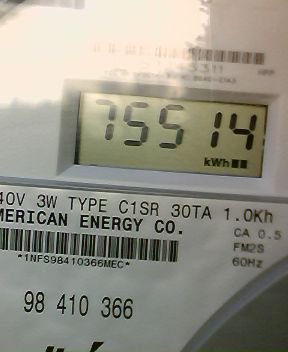 75514
kWh
40V 3W TYPE C1SR 30TA 1.0Kh
MERICAN ENERGY CO.
CA 0.5
FM2S
*1NFS98410366MEC*
60Hz
98 410 366